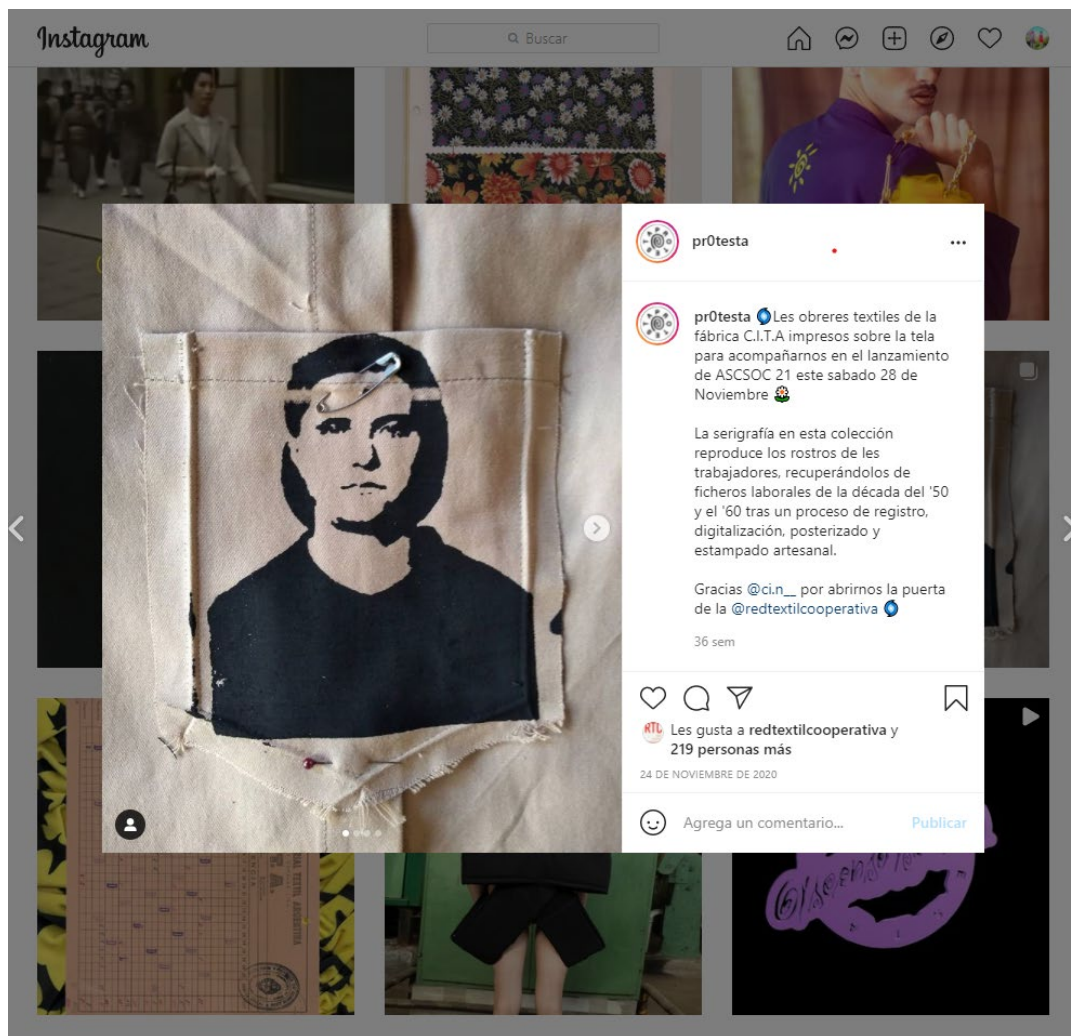 Instagram
Buscar
pr0testa
pr0testa Les obreres textiles de la
fábrica C.I.T.A impresos sobre la tela
para acompañarnos en el lanzamiento
de ASCSOC 21 este sabado 28 de
Noviembre
La serigrafía en esta colección
reproduce los rostros de les
trabajadores, recuperándolos de
ficheros laborales de la década del '50
y el '60 tras un proceso de registro,
digitalización, posterizado y
estampado artesanal.
Gracias @ci.n__ por abrirnos la puerta
de la @redtextilcooperativa
36 sem
RTC
Les gusta a redtextilcooperativa y
219 personas más
24 DE NOVIEMBRE DE 2020
Agrega un comentario...
Publicar